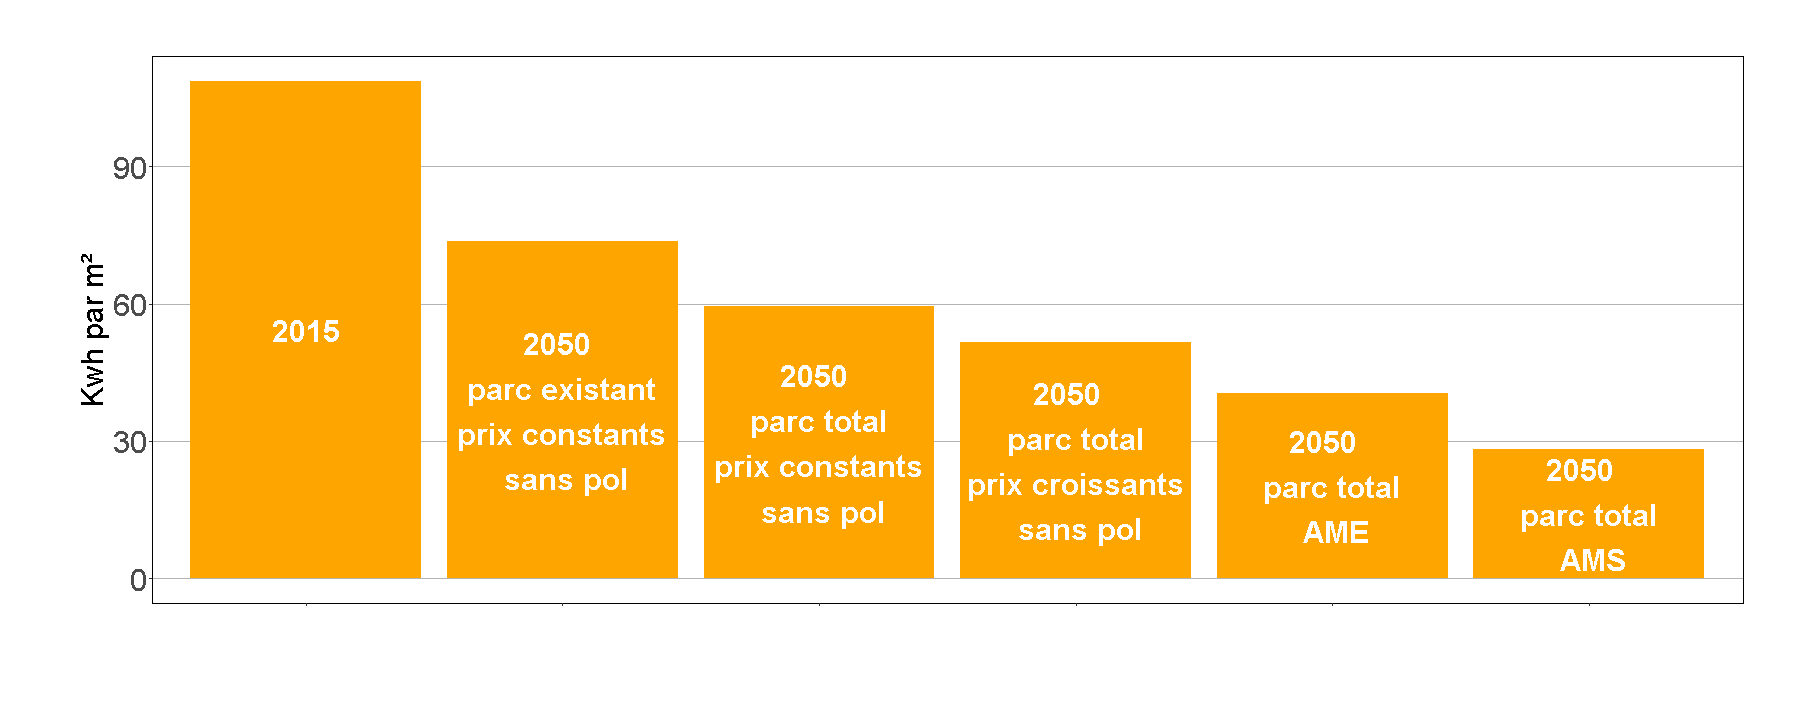 Kwh par m²
90
60
30
0
2015
2050
parc existant
prix constants
sans pol
2050
parc total
prix constants
sans pol
2050
parc total
prix croissants
sans pol
2050
parc total
AME
2050
parc total
AMS